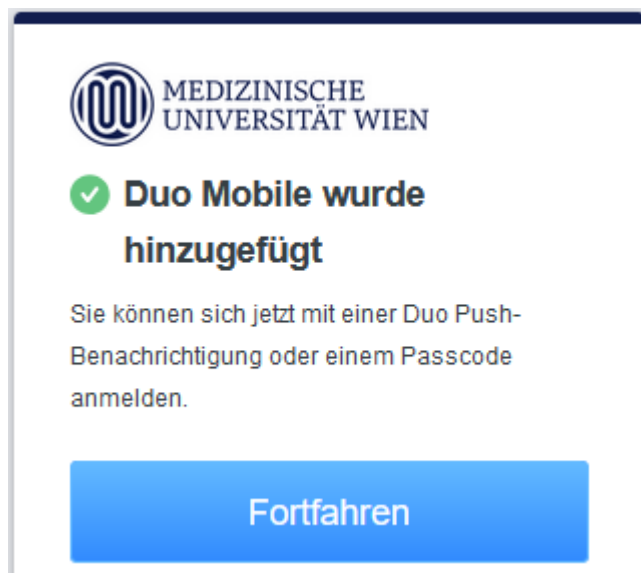 MEDIZINISCHE
UNIVERSITÄT WIEN
Duo Mobile wurde
hinzugefügt
Sie können sich jetzt mit einer Duo Push-
Benachrichtigung oder einem Passcode
anmelden.
Fortfahren